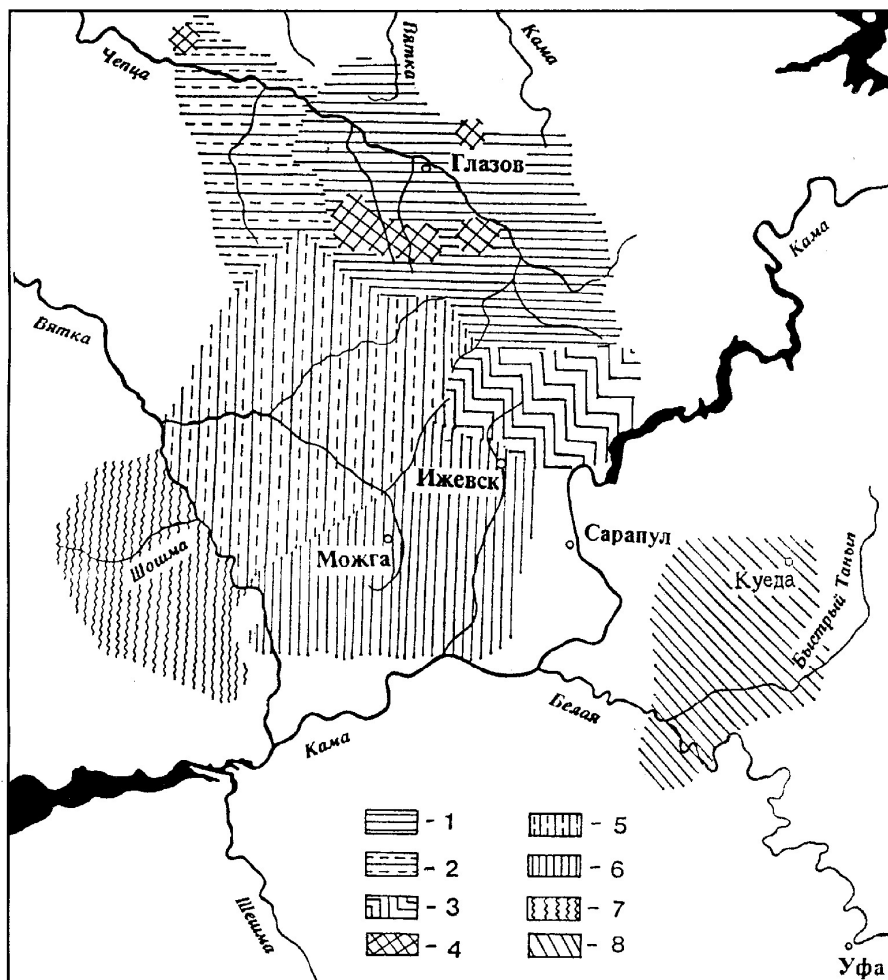 Чепца
Вятка
Кама
Глазов
Кама
Вятка
Ижевск
Сарапул
Можга
Шошма
Куеда
Быстрый Танып
Белая
Кама
Шешма
Уфа
- 1
- 2
- 3
- 4
- 5
- 6
- 7
- 8